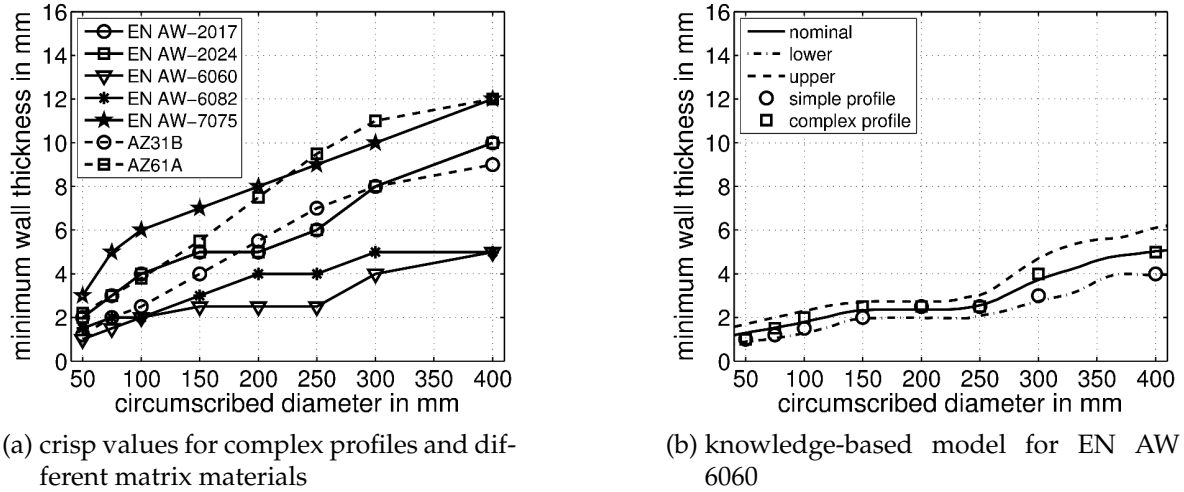 16
14
12
10
8
6
4
2
0
minimum wall thickness in mm
EN AW−2017
EN AW−2024
EN AW−6060
EN AW−6082
EN AW−7075
AZ31B
AZ61A
50 100 150 200 250 300 350 400
circumscribed diameter in mm
(a) crisp values for complex profiles and dif-
ferent matrix materials
16
14
12
10
8
6
4
2
0
minimum wall thickness in mm
nominal
lower
upper
simple profile
complex profile
50 100 150 200 250 300 350 400
circumscribed diameter in mm
(b) knowledge-based model for EN AW
6060